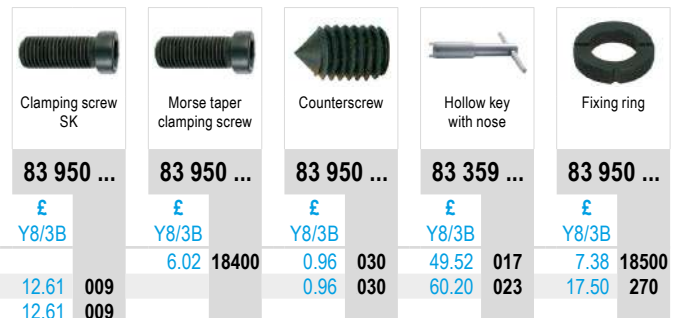 Clamping screw SK
Morse taper clamping screw
Counterscrew
Hollow key with nose
Fixing ring
83 950 ... 83 950 ... 83 950 ... 83 359 ... 83 950 ...
£ £ £ £ £
Y8/3B Y8/3B Y8/3B Y8/3B Y8/3B
6.02 18400 0.96 030 49.52 017 7.38 18500
12.61 009 0.96 030 60.20 023 17.50 270
12.61 009